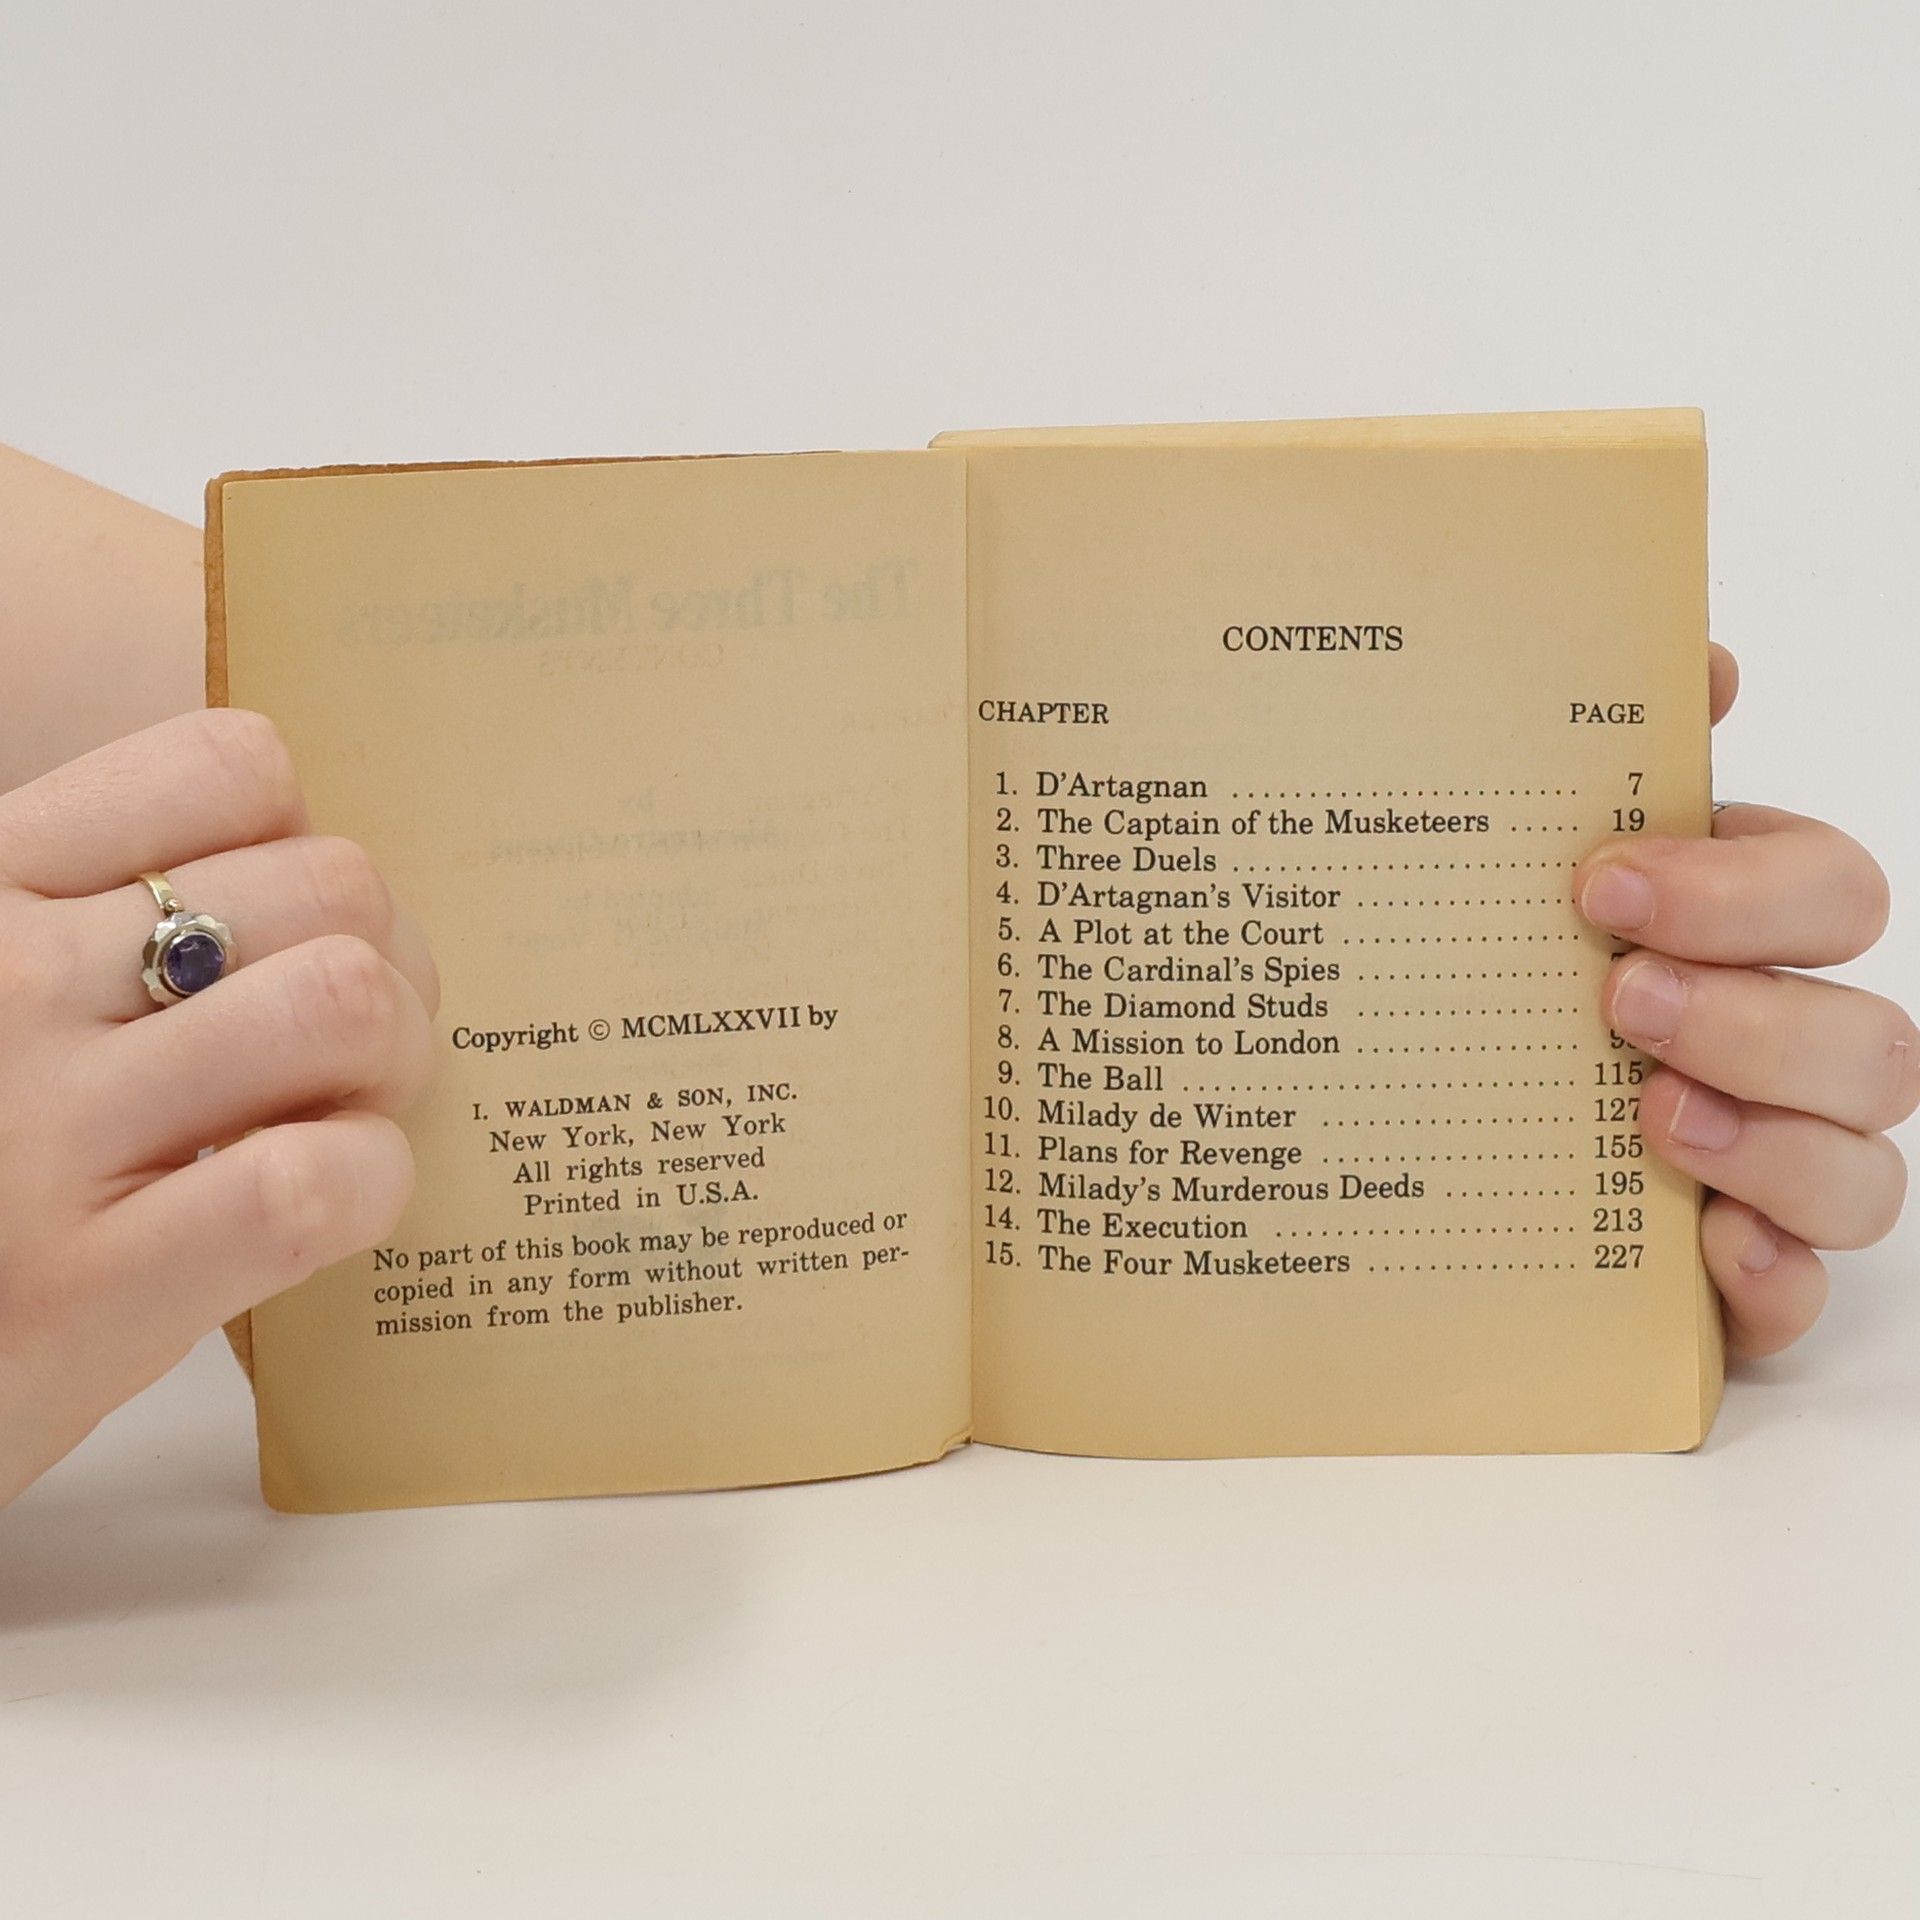 Copyright © MCMLXXVII by
I. WALDMAN & SON, INC.
New York, New York
All rights reserved
Printed in U.S.A.
No part of this book may be reproduced or
copied in any form without written per-
mission from the publisher.
CONTENTS
CHAPTER PAGE
1. D'Artagnan ........................ 7
2. The Captain of the Musketeers ..... 19
3. Three Duels ........................
4. D'Artagnan's Visitor ...............
5. A Plot at the Court ................
6. The Cardinal's Spies ...............
7. The Diamond Studs ...............
8. A Mission to London ...............
9. The Ball ........................... 115
10. Milady de Winter ................. 127
11. Plans for Revenge ................. 155
12. Milady's Murderous Deeds ......... 195
14. The Execution .................... 213
15. The Four Musketeers .............. 227